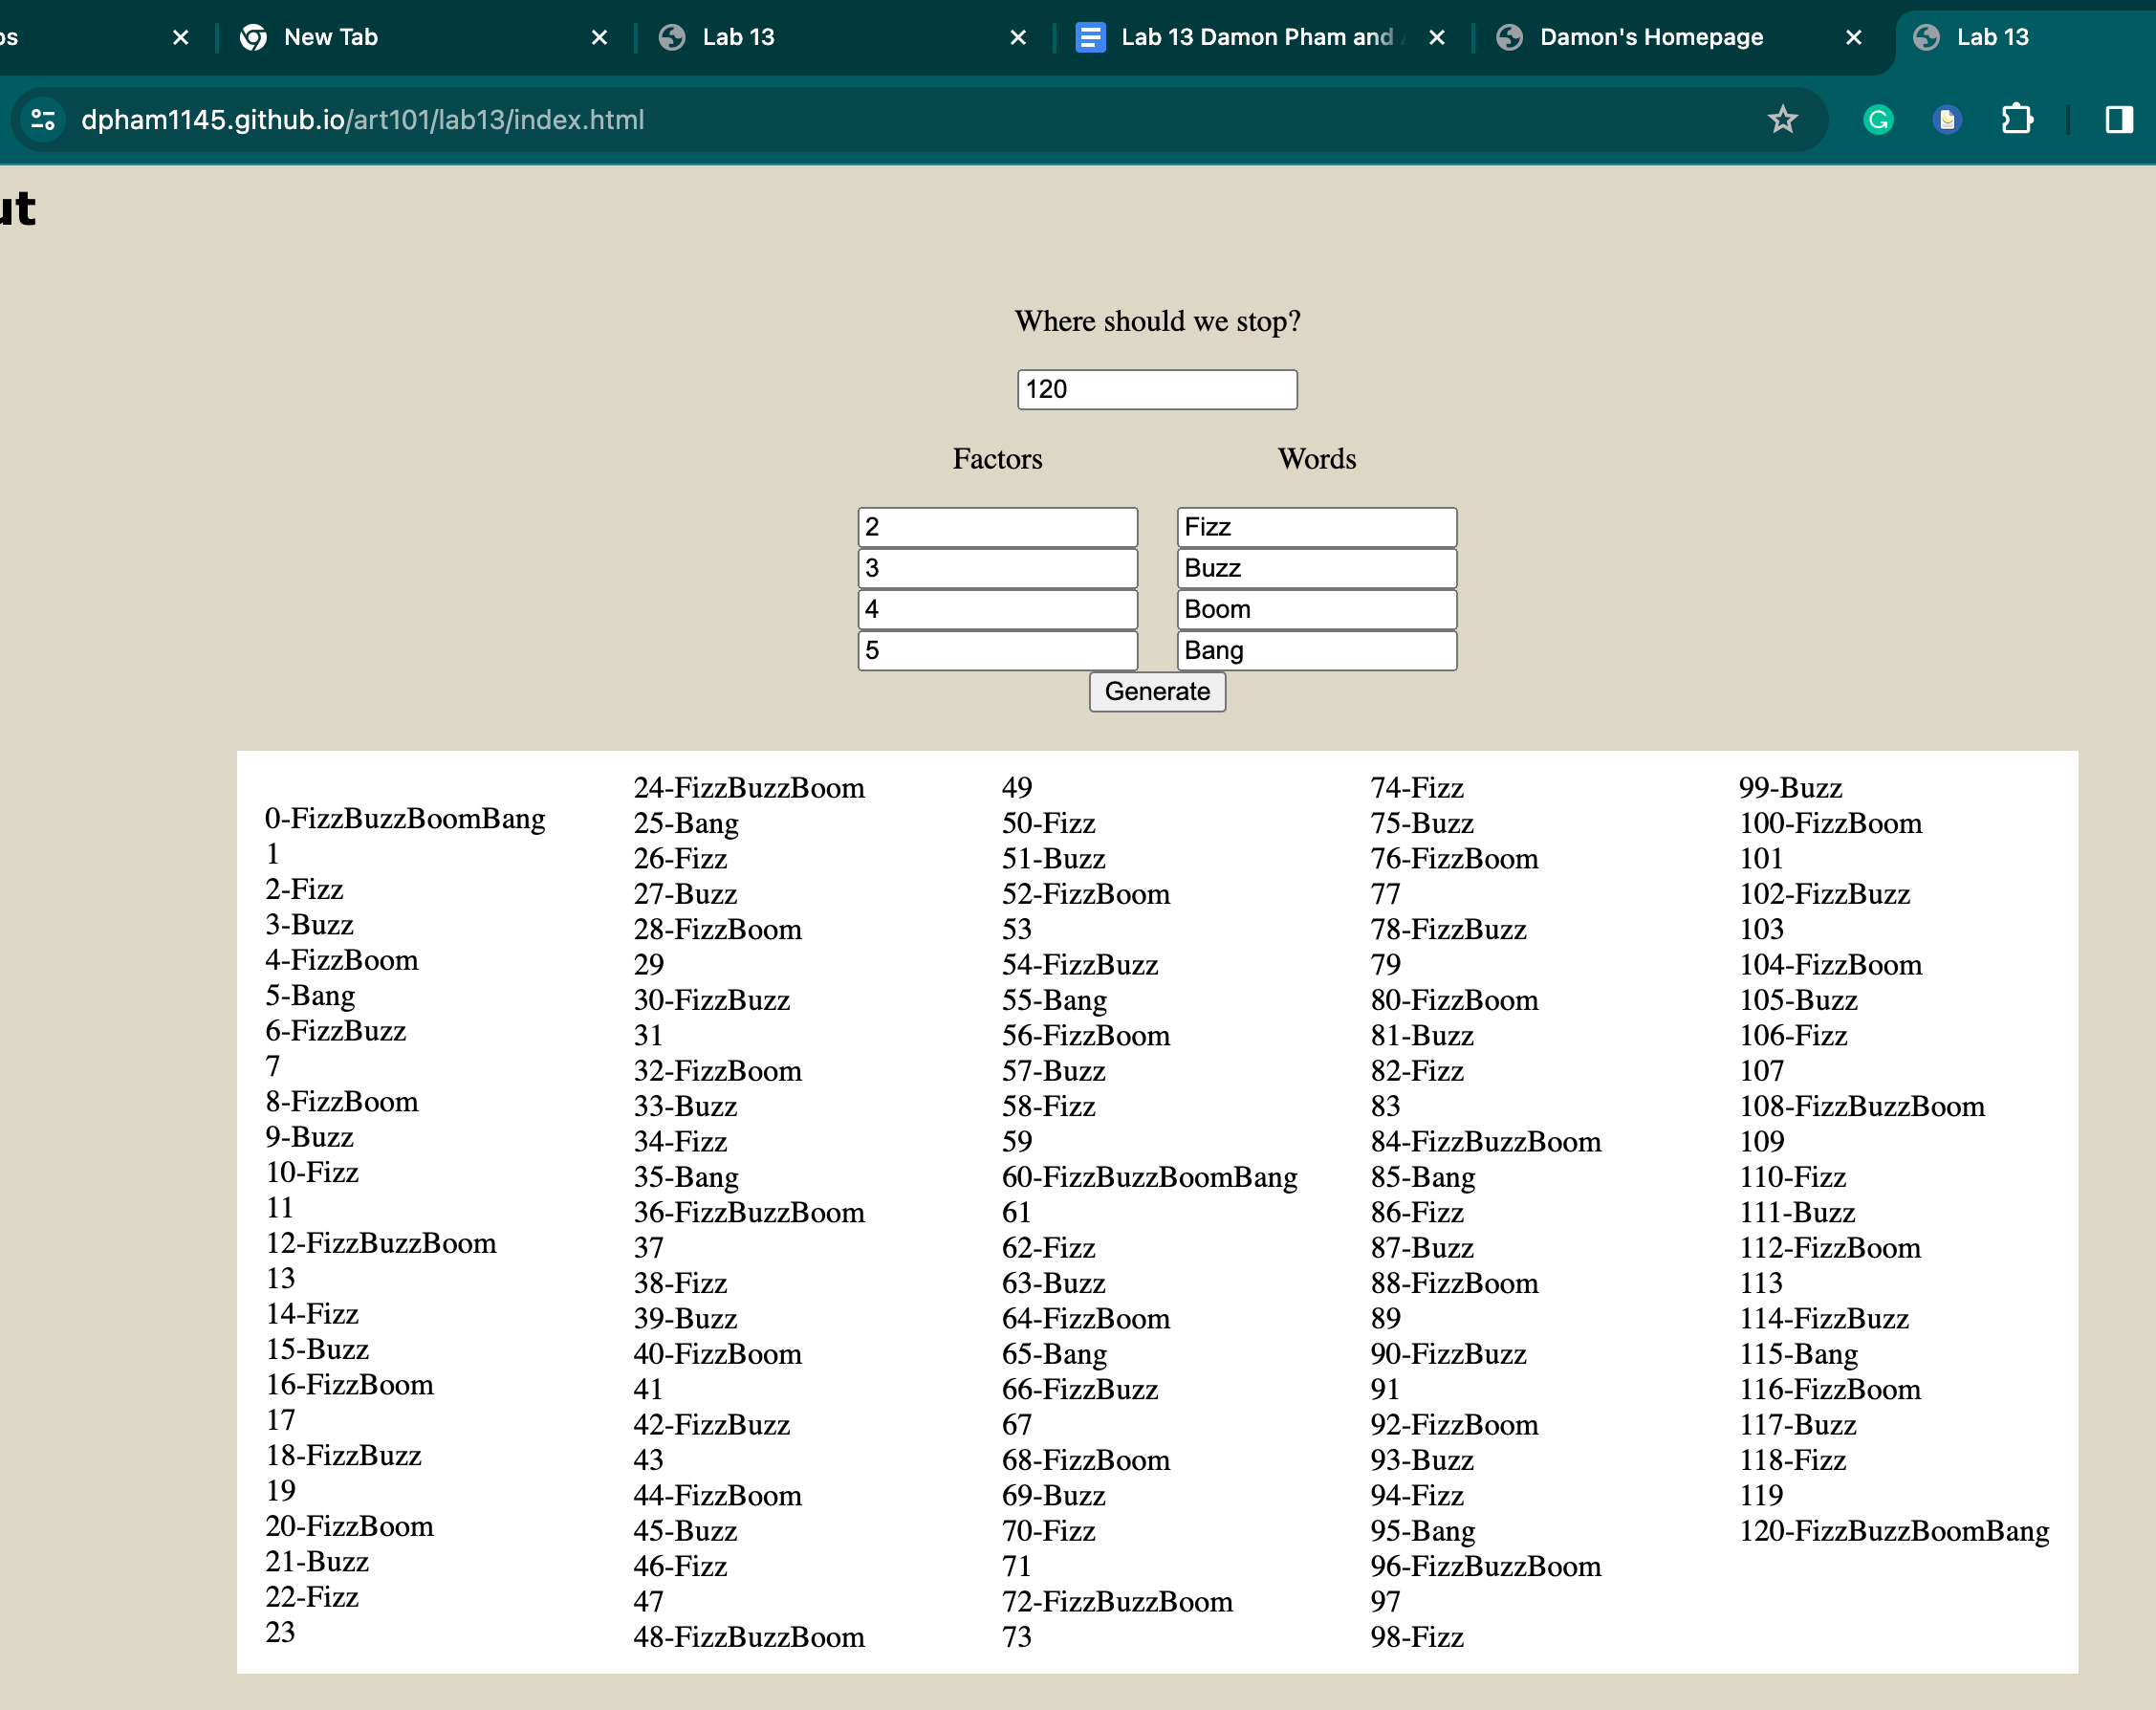 New Tab
Lab 13
Lab 13 Damon Pham and
Damon's Homepage
Lab 13
dpham1145.github.io/art101/lab13/index.html
Where should we stop?
120
Factors Words
2 Fizz
3 Buzz
4 Boom
5 Bang
Generate
0-FizzBuzzBoomBang
1
2-Fizz
3-Buzz
4-FizzBoom
5-Bang
6-FizzBuzz
7
8-FizzBoom
9-Buzz
10-Fizz
11
12-FizzBuzzBoom
13
14-Fizz
15-Buzz
16-FizzBoom
17
18-FizzBuzz
19
20-FizzBoom
21-Buzz
22-Fizz
23
24-FizzBuzzBoom
25-Bang
26-Fizz
27-Buzz
28-FizzBoom
29
30-FizzBuzz
31
32-FizzBoom
33-Buzz
34-Fizz
35-Bang
36-FizzBuzzBoom
37
38-Fizz
39-Buzz
40-FizzBoom
41
42-FizzBuzz
43
44-FizzBoom
45-Buzz
46-Fizz
47
48-FizzBuzzBoom
49
50-Fizz
51-Buzz
52-FizzBoom
53
54-FizzBuzz
55-Bang
56-FizzBoom
57-Buzz
58-Fizz
59
60-FizzBuzzBoomBang
61
62-Fizz
63-Buzz
64-FizzBoom
65-Bang
66-FizzBuzz
67
68-FizzBoom
69-Buzz
70-Fizz
71
72-FizzBuzzBoom
73
74-Fizz
75-Buzz
76-FizzBoom
77
78-FizzBuzz
79
80-FizzBoom
81-Buzz
82-Fizz
83
84-FizzBuzzBoom
85-Bang
86-Fizz
87-Buzz
88-FizzBoom
89
90-FizzBuzz
91
92-FizzBoom
93-Buzz
94-Fizz
95-Bang
96-FizzBuzzBoom
97
98-Fizz
99-Buzz
100-FizzBoom
101
102-FizzBuzz
103
104-FizzBoom
105-Buzz
106-Fizz
107
108-FizzBuzzBoom
109
110-Fizz
111-Buzz
112-FizzBoom
113
114-FizzBuzz
115-Bang
116-FizzBoom
117-Buzz
118-Fizz
119
120-FizzBuzzBoomBang